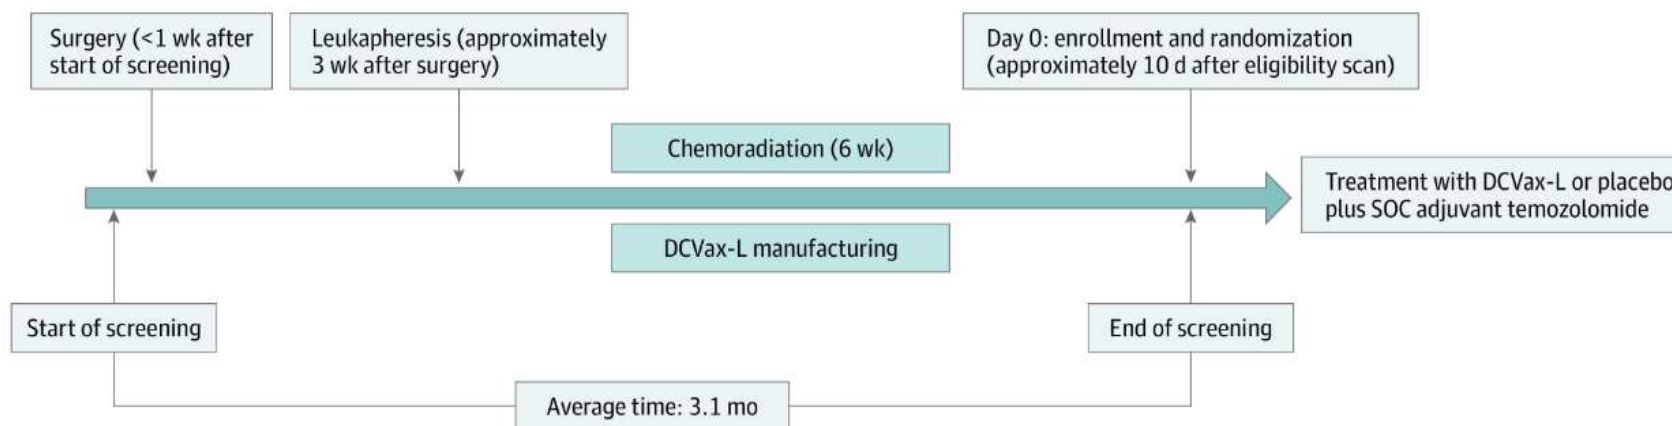 Surgery (<1 wk after
start of screening)
Leukapheresis (approximately
3 wk after surgery)
Day 0: enrollment and randomization
(approximately 10 d after eligibility scan)
Chemoradiation (6 wk)
Treatment with DCVax-L or placebo
plus SOC adjuvant temozolomide
DCVax-L manufacturing
Start of screening
End of screening
Average time: 3.1 mo